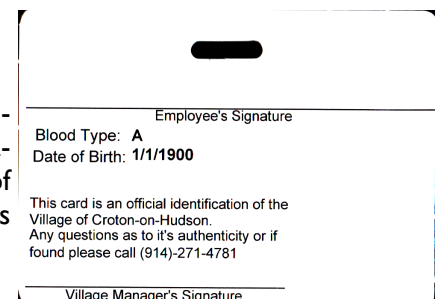 Employee's Signature
Blood Type: A
Date of Birth: 1/1/1900
This card is an official identification of the
Village of Croton-on-Hudson.
Any questions as to it's authenticity or if
found please call (914)-271-4781
Village Manager's Signature